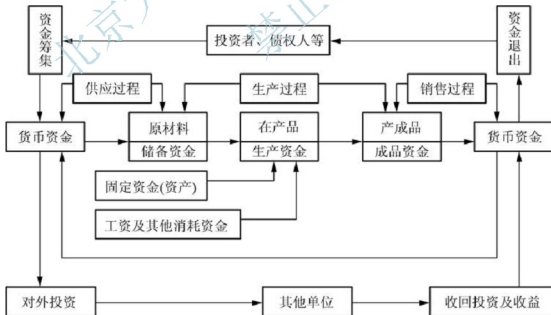 资金筹集
投资者、债权人等
资金退出
供应过程
生产过程
销售过程
货币资金
原材料
储备资金
在产品
生产资金
产成品
成品资金
货币资金
固定资金(资产)
工资及其他消耗资金
对外投资
其他单位
收回投资及收益
北京
禁止